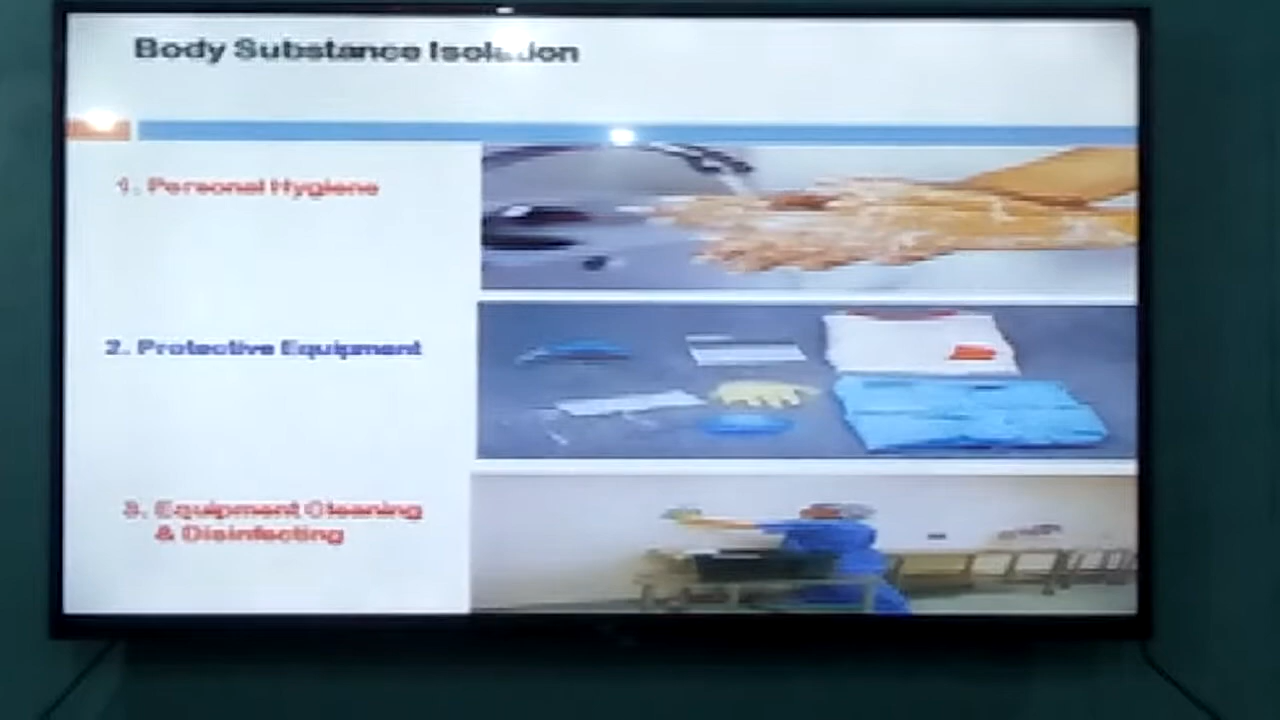 Body Substance Isolation
1. Personal Hygiene
2. Protective Equipment
3. Equipment Cleaning
& Disinfecting